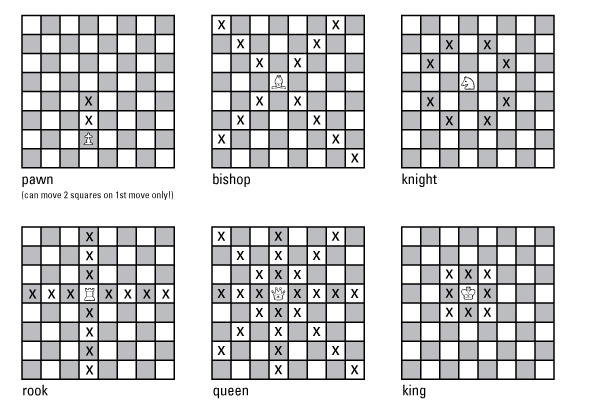 pawn
(can move 2 squares on 1st move only!)
bishop
knight
rook
queen
king